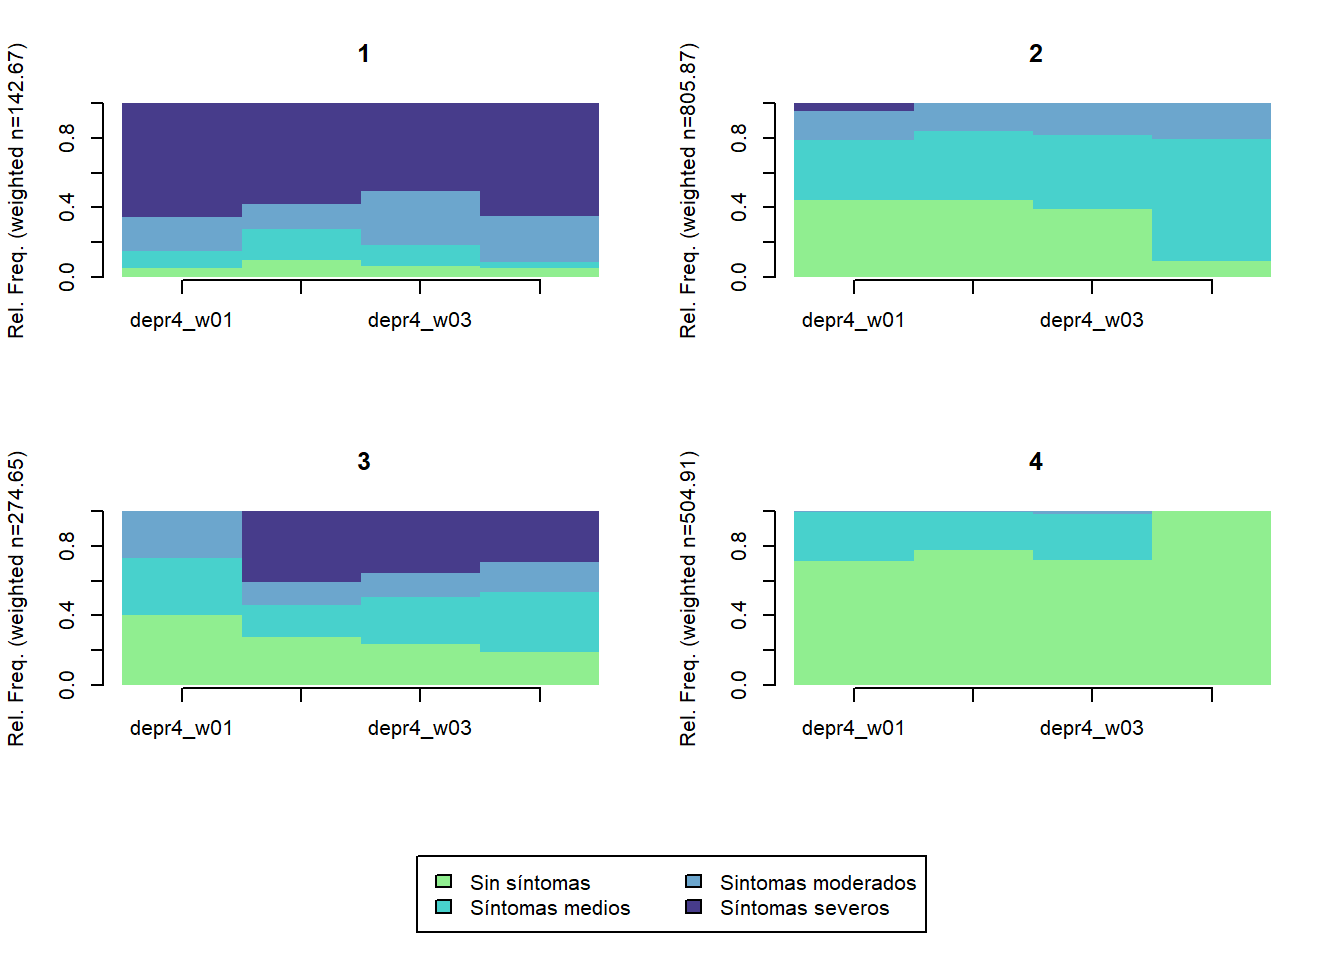 1
Rel. Freq. (weighted n=142.67)
0.0 0.4 0.8
depr4_w01 depr4_w03
2
Rel. Freq. (weighted n=805.87)
0.0 0.4 0.8
depr4_w01 depr4_w03
3
Rel. Freq. (weighted n=274.65)
0.0 0.4 0.8
depr4_w01 depr4_w03
4
Rel. Freq. (weighted n=504.91)
0.0 0.4 0.8
depr4_w01 depr4_w03
Sin síntomas
Síntomas medios
Sintomas moderados
Síntomas severos